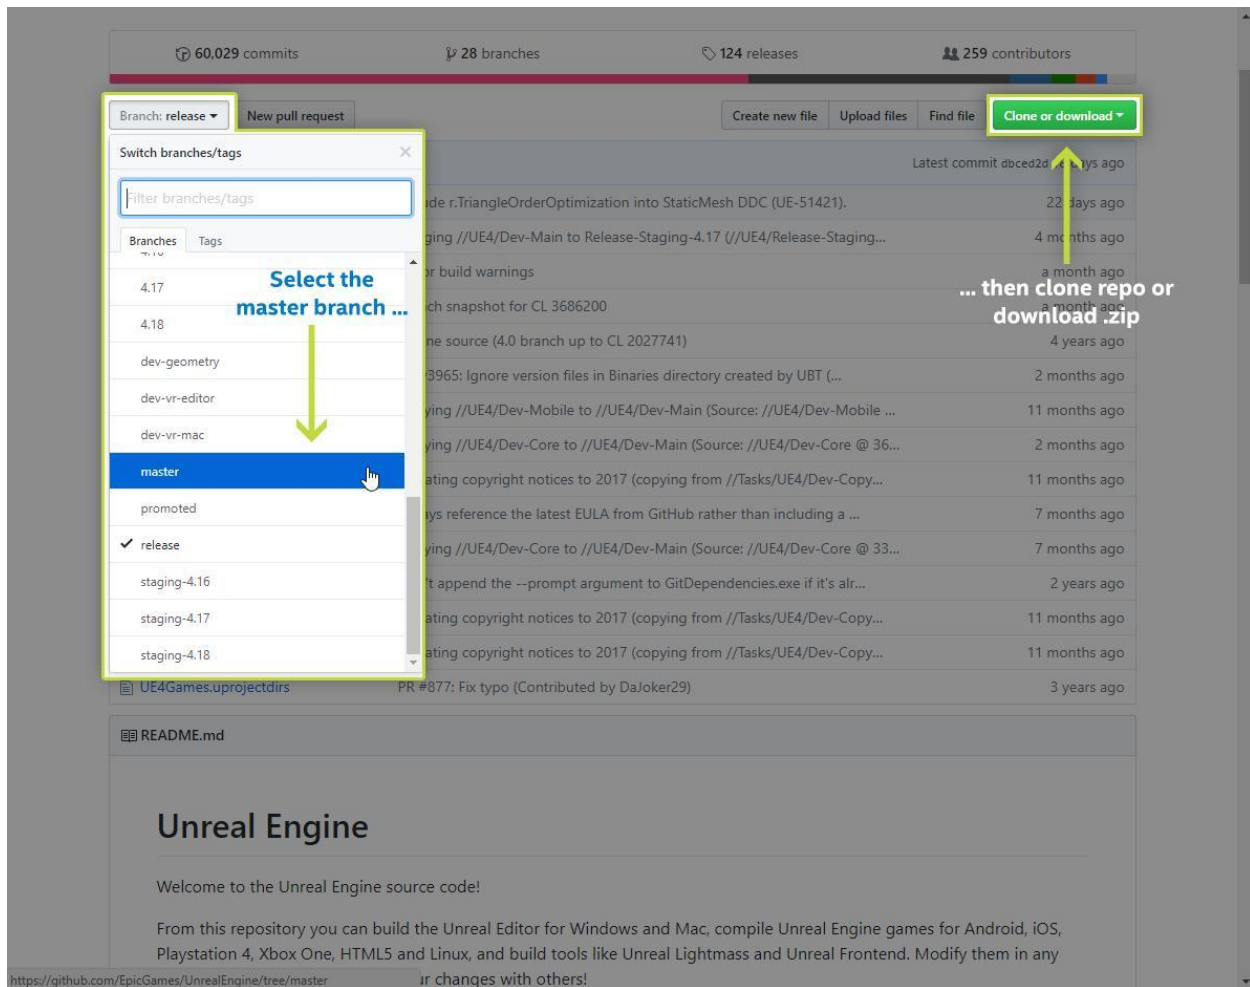 60,029 commits
28 branches
124 releases
259 contributors
Branch: release
New pull request
Create new file
Upload files
Find file
Clone or download
Switch branches/tags
Latest commit dbced2d days ago
Filter branches/tags
Branches
Tags
r.TriangleOrderOptimization into StaticMesh DDC (UE-51421).
22 days ago
//UE4/Dev-Main to Release-Staging-4.17 (//UE4/Release-Staging...
4 months ago
4.17
build warnings
a month ago
4.18
snapshot for CL 3686200
a month ago
source (4.0 branch up to CL 2027741)
4 years ago
Select the
master branch ...
... then clone repo or
download .zip
dev-geometry
3965: Ignore version files in Binaries directory created by UBT (...
2 months ago
dev-vr-editor
//UE4/Dev-Mobile to //UE4/Dev-Main (Source: //UE4/Dev-Mobile ...
11 months ago
dev-vr-mac
//UE4/Dev-Core to //UE4/Dev-Main (Source: //UE4/Dev-Core @ 36...
2 months ago
master
copyright notices to 2017 (copying from //Tasks/UE4/Dev-Copy...
11 months ago
promoted
reference the latest EULA from GitHub rather than including a ...
7 months ago
release
//UE4/Dev-Core to //UE4/Dev-Main (Source: //UE4/Dev-Core @ 33...
7 months ago
staging-4.16
append the --prompt argument to GitDependencies.exe if it's alr...
2 years ago
staging-4.17
copyright notices to 2017 (copying from //Tasks/UE4/Dev-Copy...
11 months ago
staging-4.18
copyright notices to 2017 (copying from //Tasks/UE4/Dev-Copy...
11 months ago
UE4Games.uprojectdirs
PR #877: Fix typo (Contributed by DaJoker29)
3 years ago
README.md
Unreal Engine
Welcome to the Unreal Engine source code!
From this repository you can build the Unreal Editor for Windows and Mac, compile Unreal Engine games for Android, iOS,
Playstation 4, Xbox One, HTML5 and Linux, and build tools like Unreal Lightmass and Unreal Frontend. Modify them in any
changes with others!
https://github.com/EpicGames/UnrealEngine/tree/master